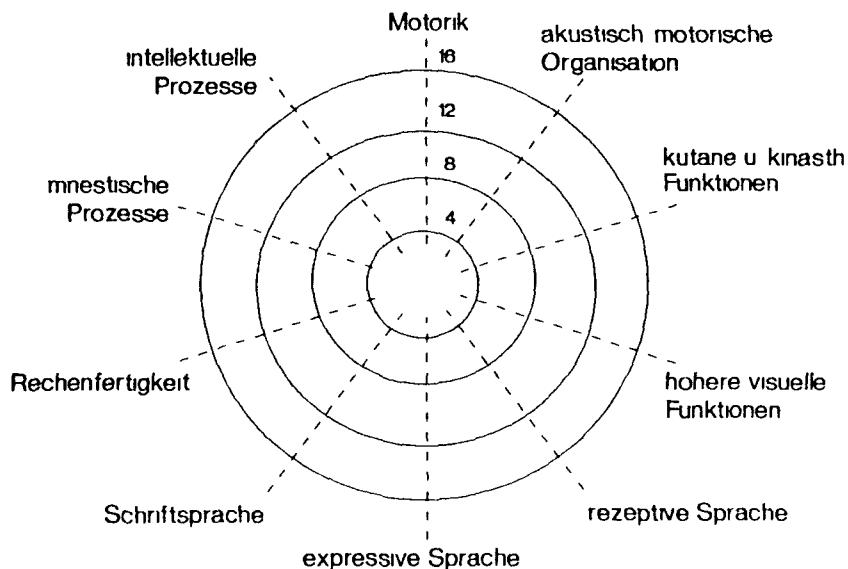 Motorik
akustisch motorische
Organisation
kutane u kinasth
Funktionen
hohere visuelle
Funktionen
rezeptive Sprache
expressive Sprache
Schriftsprache
Rechenfertigkeit
mnestische
Prozesse
intellektuelle
Prozesse
16
12
8
4